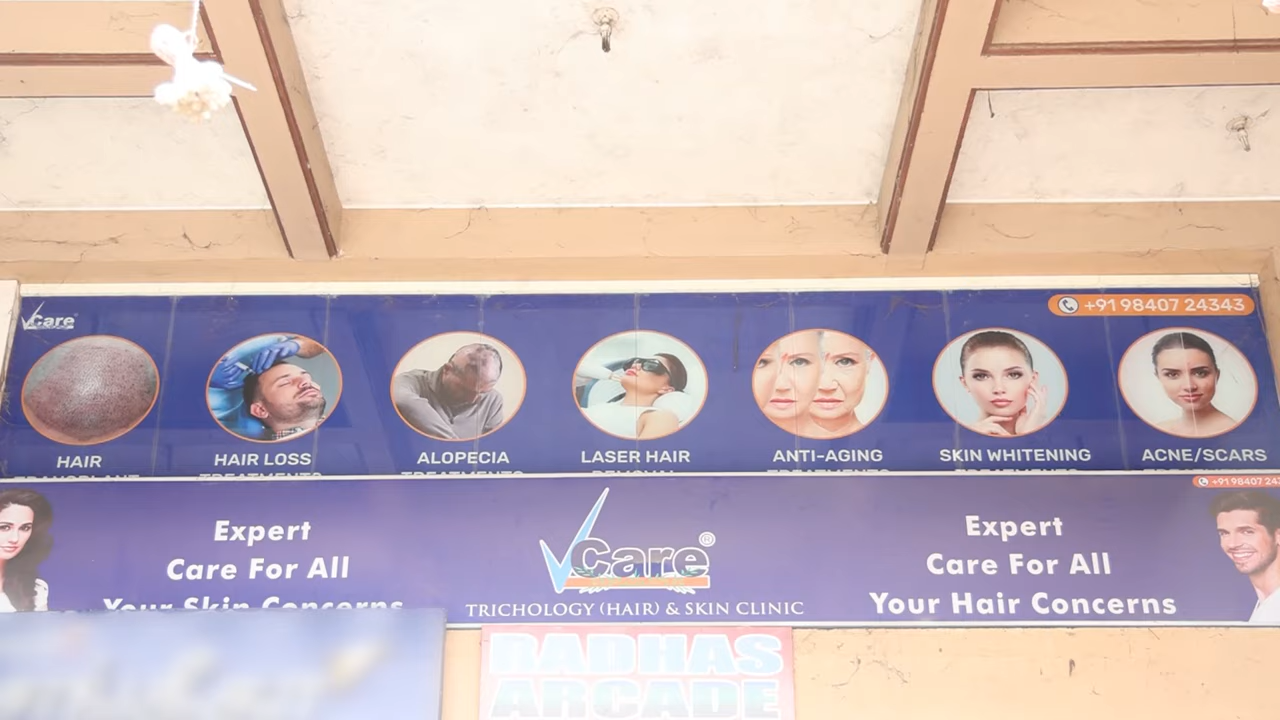 VCare
+91 98407 24343
HAIR
TRANSPLANT
HAIR LOSS
TREATMENTS
ALOPECIA
TREATMENTS
LASER HAIR
REMOVAL
ANTI-AGING
TREATMENTS
SKIN WHITENING
TREATMENTS
ACNE/SCARS
+91 98407 24
Expert
Care For All
Your Skin Concerns
VCare®
TRICHOLOGY (HAIR) & SKIN CLINIC
Expert
Care For All
Your Hair Concerns
RADHAS
ARCADE